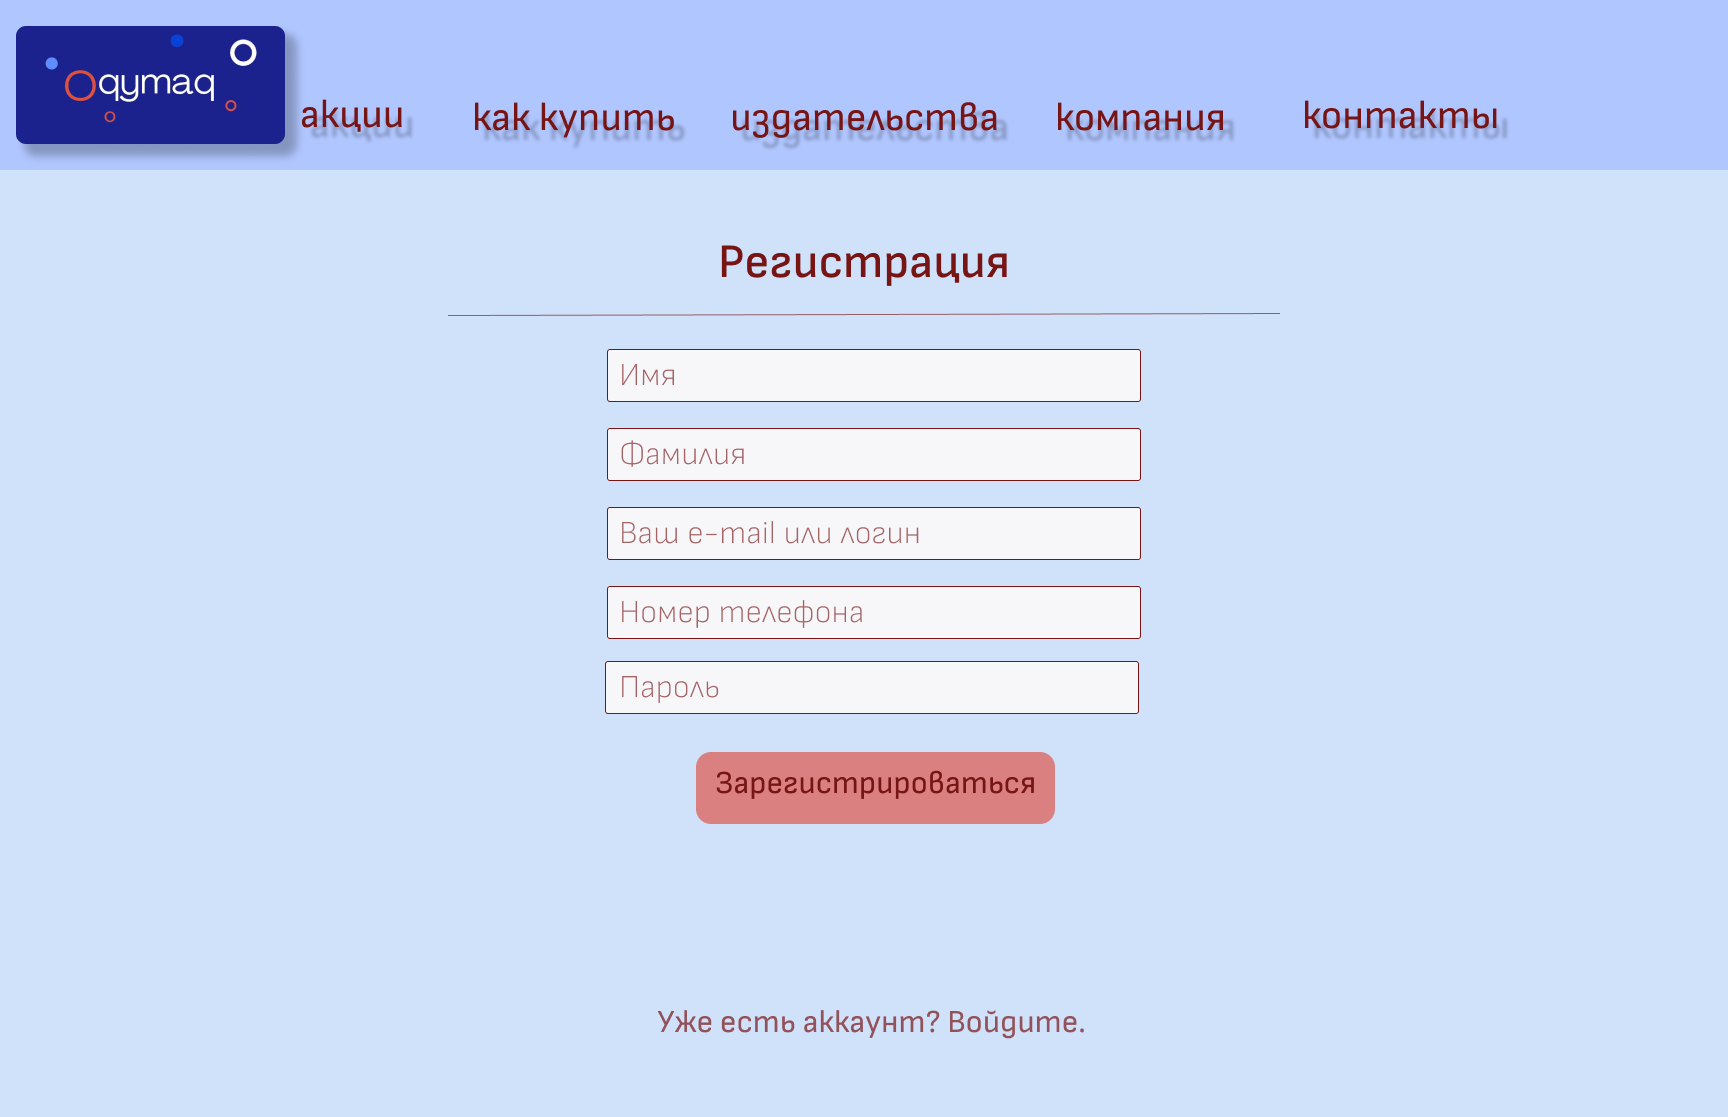 Oqymaq
акции
как купить
издательства
компания
контакты
Регистрация
Имя
Фамилия
Ваш e-mail или логин
Номер телефона
Пароль
Зарегистрироваться
Уже есть аккаунт? Войдите.